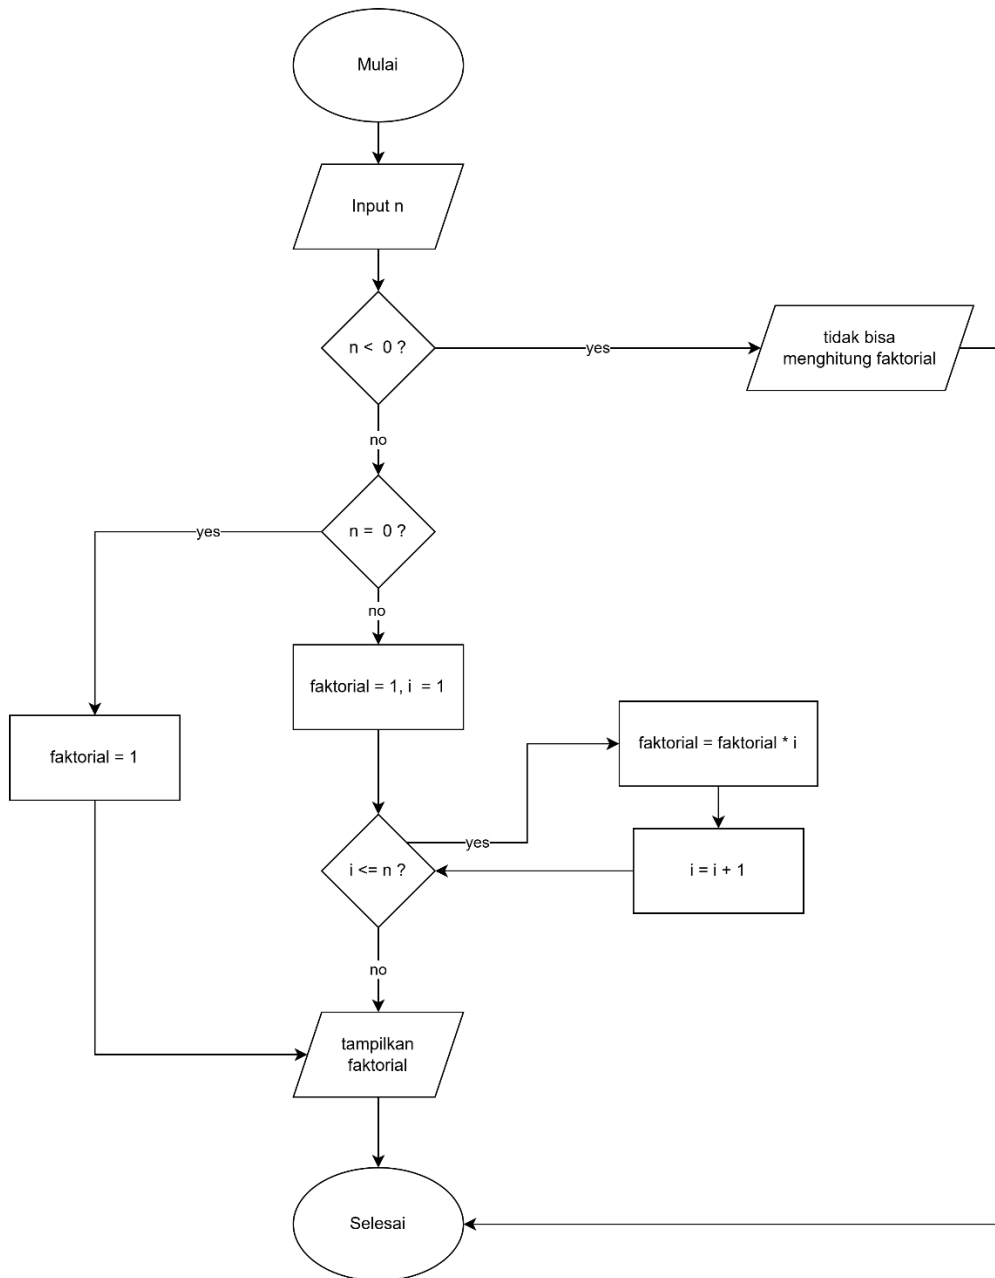 Mulai
Input n
n <  0 ?
yes
tidak bisa
menghitung faktorial
no
n =  0 ?
yes
no
faktorial = 1, i  = 1
faktorial = faktorial * i
faktorial = 1
yes
i <= n ?
i = i + 1
no
tampilkan
faktorial
Selesai